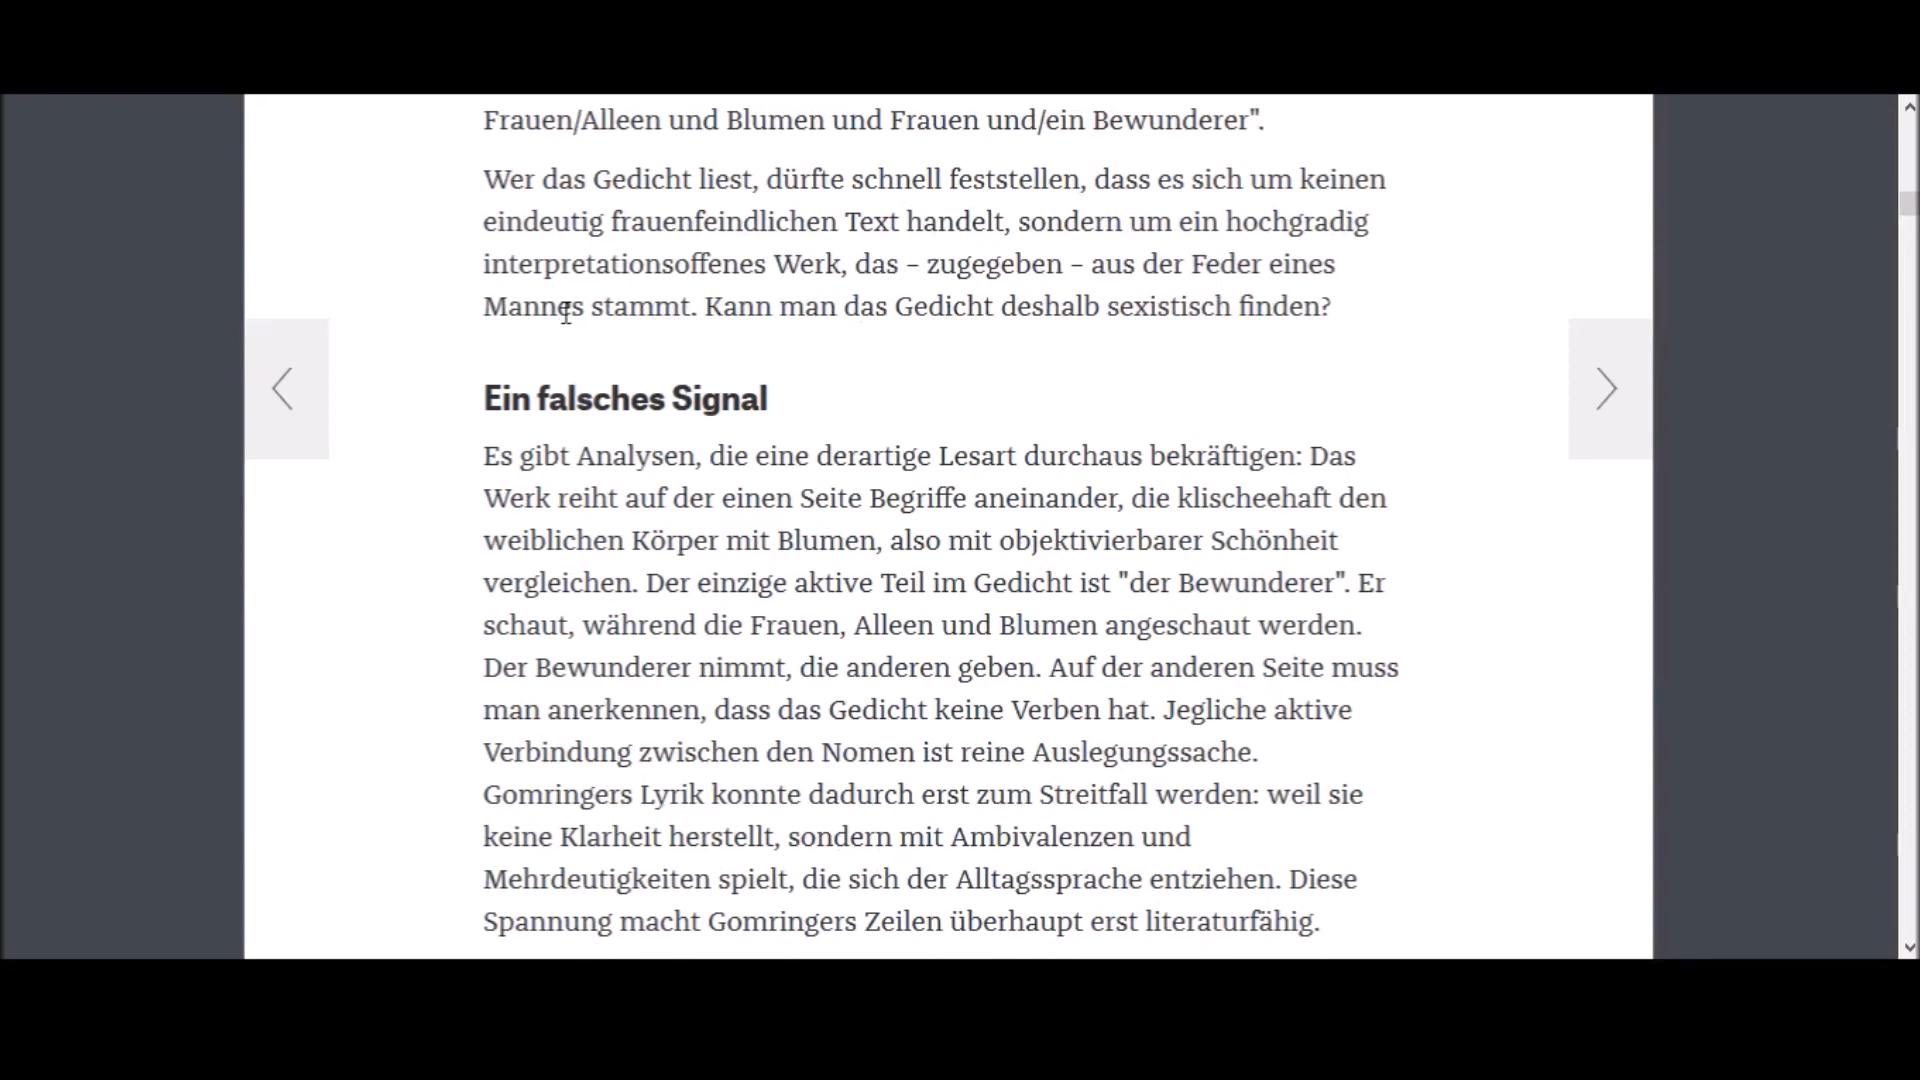 Frauen/Alleen und Blumen und Frauen und/ein Bewunderer".
Wer das Gedicht liest, dürfte schnell feststellen, dass es sich um keinen
eindeutig frauenfeindlichen Text handelt, sondern um ein hochgradig
interpretationsoffenes Werk, das – zugegeben – aus der Feder eines
Mannes stammt. Kann man das Gedicht deshalb sexistisch finden?
Ein falsches Signal
Es gibt Analysen, die eine derartige Lesart durchaus bekräftigen: Das
Werk reiht auf der einen Seite Begriffe aneinander, die klischeehaft den
weiblichen Körper mit Blumen, also mit objektivierbarer Schönheit
vergleichen. Der einzige aktive Teil im Gedicht ist "der Bewunderer". Er
schaut, während die Frauen, Alleen und Blumen angeschaut werden.
Der Bewunderer nimmt, die anderen geben. Auf der anderen Seite muss
man anerkennen, dass das Gedicht keine Verben hat. Jegliche aktive
Verbindung zwischen den Nomen ist reine Auslegungssache.
Gomringers Lyrik konnte dadurch erst zum Streitfall werden: weil sie
keine Klarheit herstellt, sondern mit Ambivalenzen und
Mehrdeutigkeiten spielt, die sich der Alltagssprache entziehen. Diese
Spannung macht Gomringers Zeilen überhaupt erst literaturfähig.